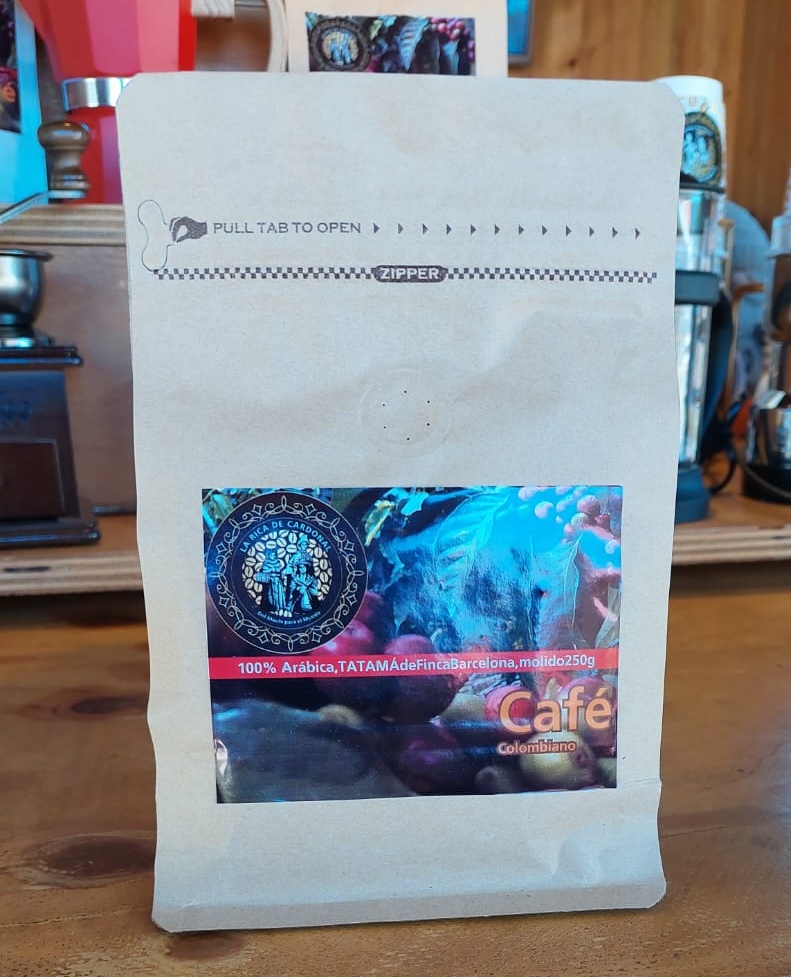 PULL TAB TO OPEN
ZIPPER
LA RICA DE CARDONAL
100% Arábica,TATAMÁdeFincaBarcelona,molido250g
Café
Colombiano